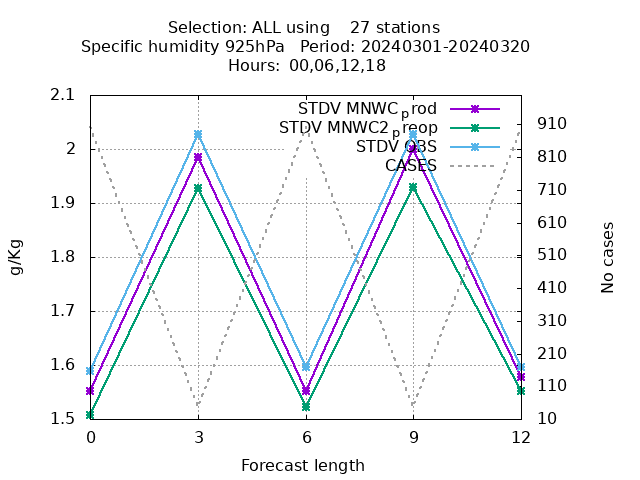 Selection: ALL using    27 stations
Specific humidity 925hPa   Period: 20240301-20240320
Hours: 00,06,12,18
STDV MNWCprod
STDV MNWC2preop
STDV OBS
CASES
2.1
2
1.9
1.8
1.7
1.6
1.5
g/Kg
910
810
710
610
510
410
310
210
110
10
No cases
0 3 6 9 12
Forecast length